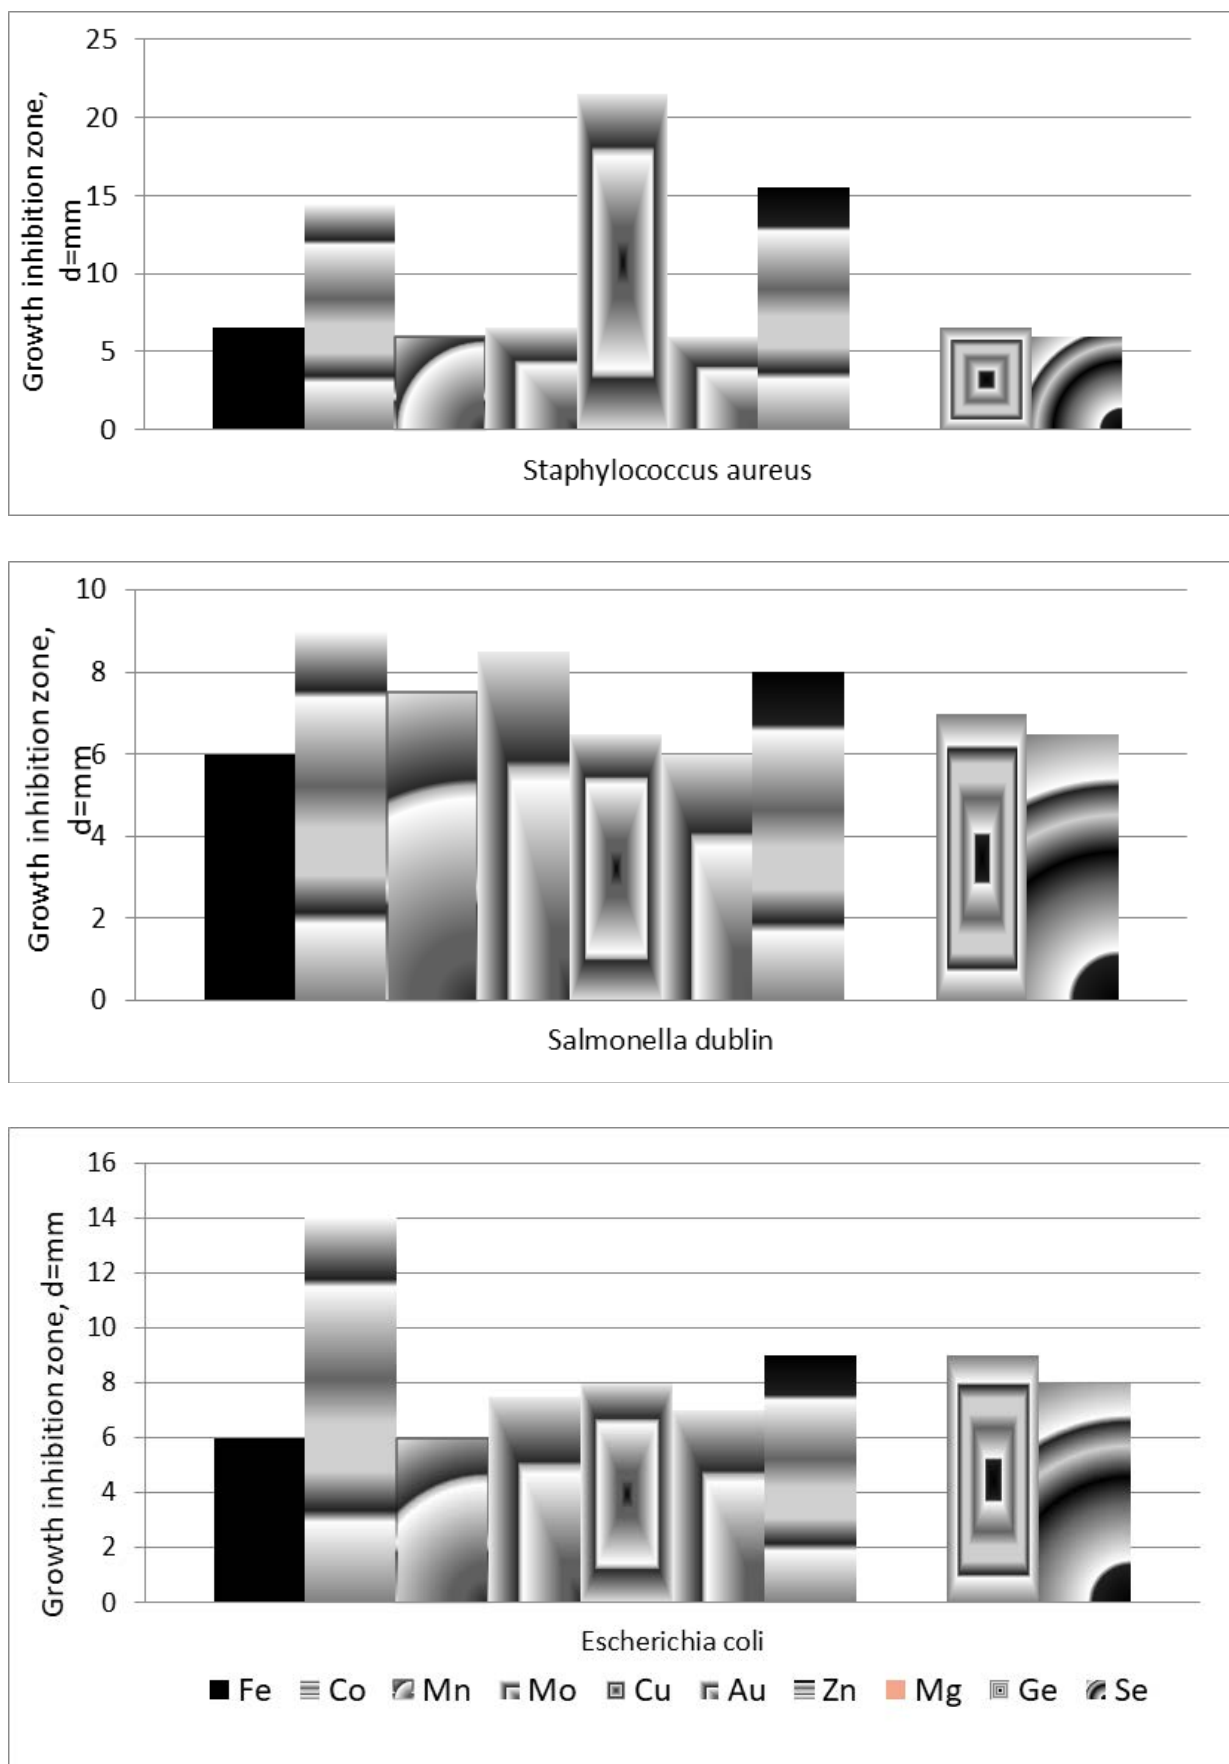 25
20
15
10
5
0
Growth inhibition zone,
d=mm
Staphylococcus aureus
10
8
6
4
2
0
Growth inhibition zone,
d=mm
Salmonella dublin
16
14
12
10
8
6
4
2
0
Growth inhibition zone, d=mm
Escherichia coli
Fe Co Mn Mo Cu Au Zn Mg Ge Se